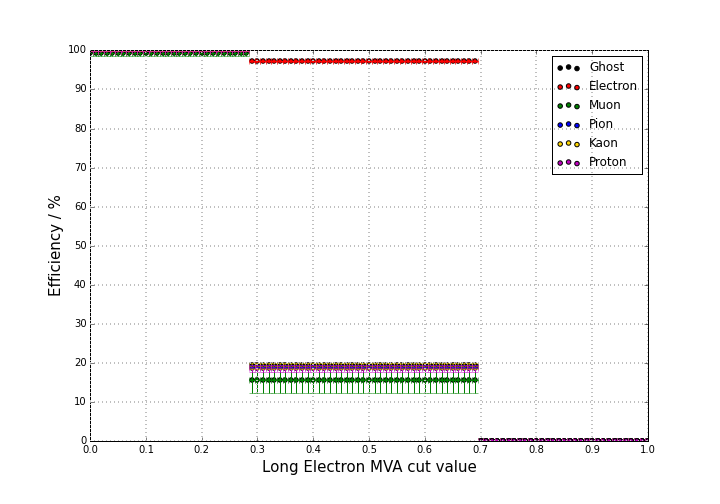 100
90
80
70
60
50
40
30
20
10
0
Efficiency / %
0.0 0.1 0.2 0.3 0.4 0.5 0.6 0.7 0.8 0.9 1.0
Long Electron MVA cut value
Ghost
Electron
Muon
Pion
Kaon
Proton